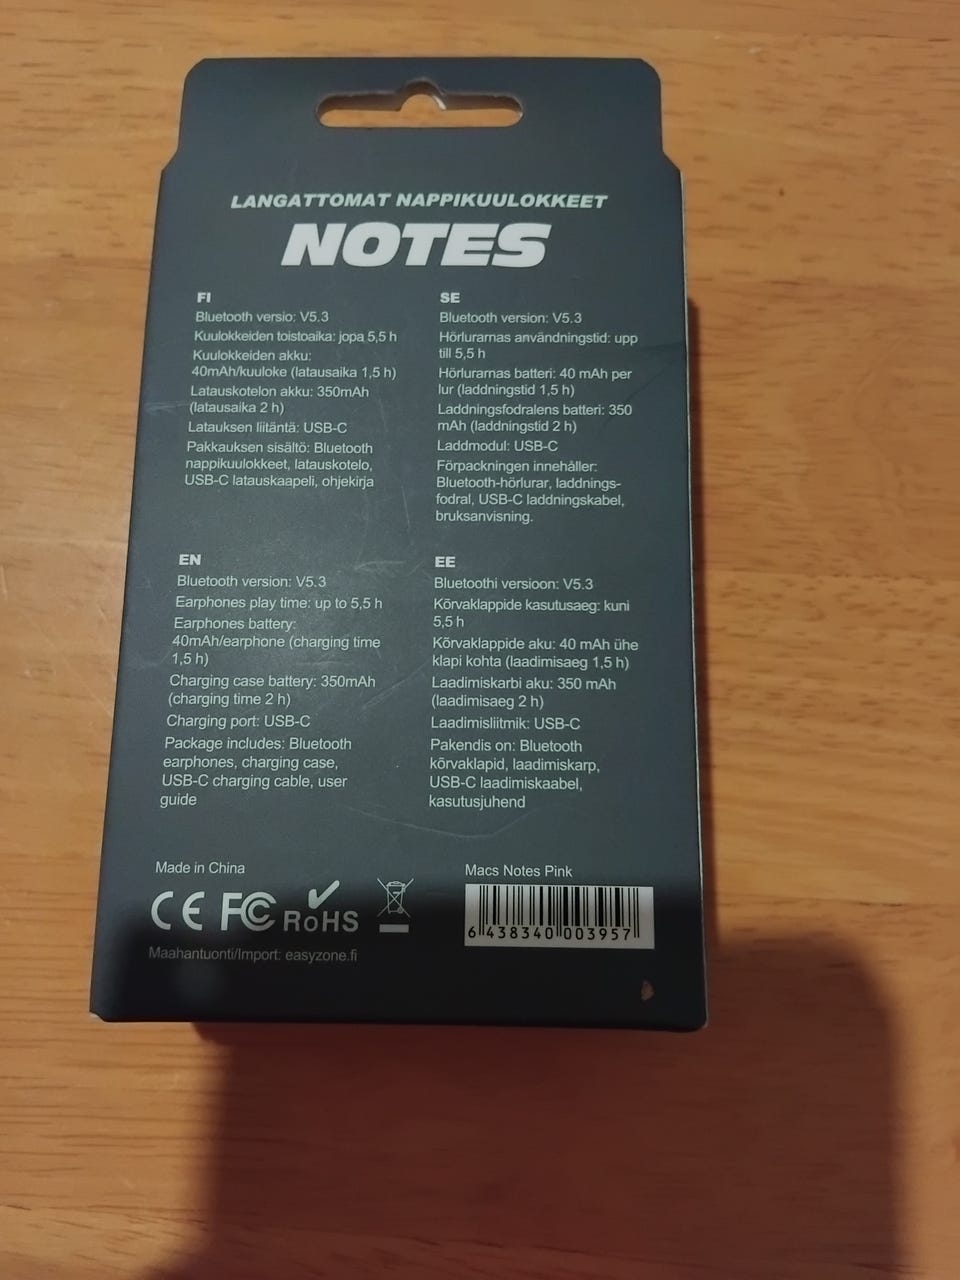 LANGATTOMAT NAPPIKUULOKKEET
NOTES
FI
Bluetooth versio: V5.3
Kuulokkeiden toistoaika: jopa 5,5 h
Kuulokkeiden akku:
40mAh/kuuloke (latausaika 1,5 h)
Latauskotelon akku: 350mAh
(latausaika 2 h)
Latauksen liitäntä: USB-C
Pakkauksen sisältö: Bluetooth
nappikuulokkeet, latauskotelo,
USB-C latauskaapeli, ohjekirja
SE
Bluetooth version: V5.3
Hörlurarnas användningstid: upp
till 5,5 h
Hörlurarnas batteri: 40 mAh per
lur (laddningstid 1,5 h)
Laddningsfodralens batteri: 350
mAh (laddningstid 2 h)
Laddmodul: USB-C
Förpackningen innehåller:
Bluetooth-hörlurar, laddnings-
fodral, USB-C laddningskabel,
bruksanvisning.
EN
Bluetooth version: V5.3
Earphones play time: up to 5,5 h
Earphones battery:
40mAh/earphone (charging time
1,5 h)
Charging case battery: 350mAh
(charging time 2 h)
Charging port: USB-C
Package includes: Bluetooth
earphones, charging case,
USB-C charging cable, user
guide
EE
Bluetoothi versioon: V5.3
Kõrvaklappide kasutusaeg: kuni
5,5 h
Kõrvaklappide aku: 40 mAh ühe
klapi kohta (laadimisaeg 1,5 h)
Laadimiskarbi aku: 350 mAh
(laadimisaeg 2 h)
Laadimisliitmik: USB-C
Pakendis on: Bluetooth
kõrvaklapid, laadimiskarp,
USB-C laadimiskaabel,
kasutusjuhend
Made in China
CE FC RoHS
Maahantuonti/Import: easyzone.fi
Macs Notes Pink
6 438340 003957